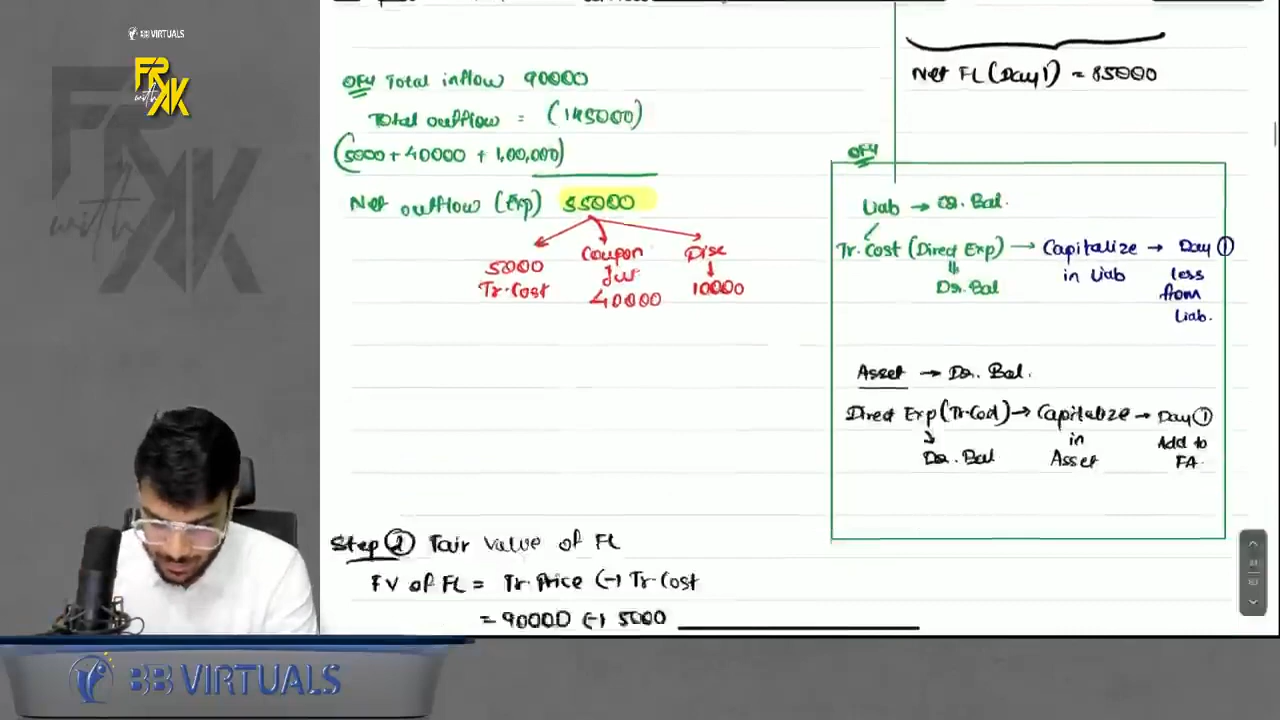 BB VIRTUALS
FR
with AK
OF4 Total inflow 90000
Total outflow = (145000)
(5000 + 40000 + 1,00,000)
Net outflow (Exp) 55000
5000
Tr. Cost
Coupon
Int
40000
Disc
10000
Net FL (Day 1) = 85000
OF4
Liab → Cr. Bal.
Tr. Cost (Direct Exp) → Capitalize → Day ①
in Liab
less
from
Liab.
Dr. Bal
Asset → Dr. Bal.
Direct Exp (Tr. Cost) → Capitalize → Day ①
in
Asset
Add to
FA.
Dr. Bal
Step ① Fair Value of FL
FV of FL = Tr. Price (-) Tr. Cost
= 90000 (-) 5000
BB VIRTUALS